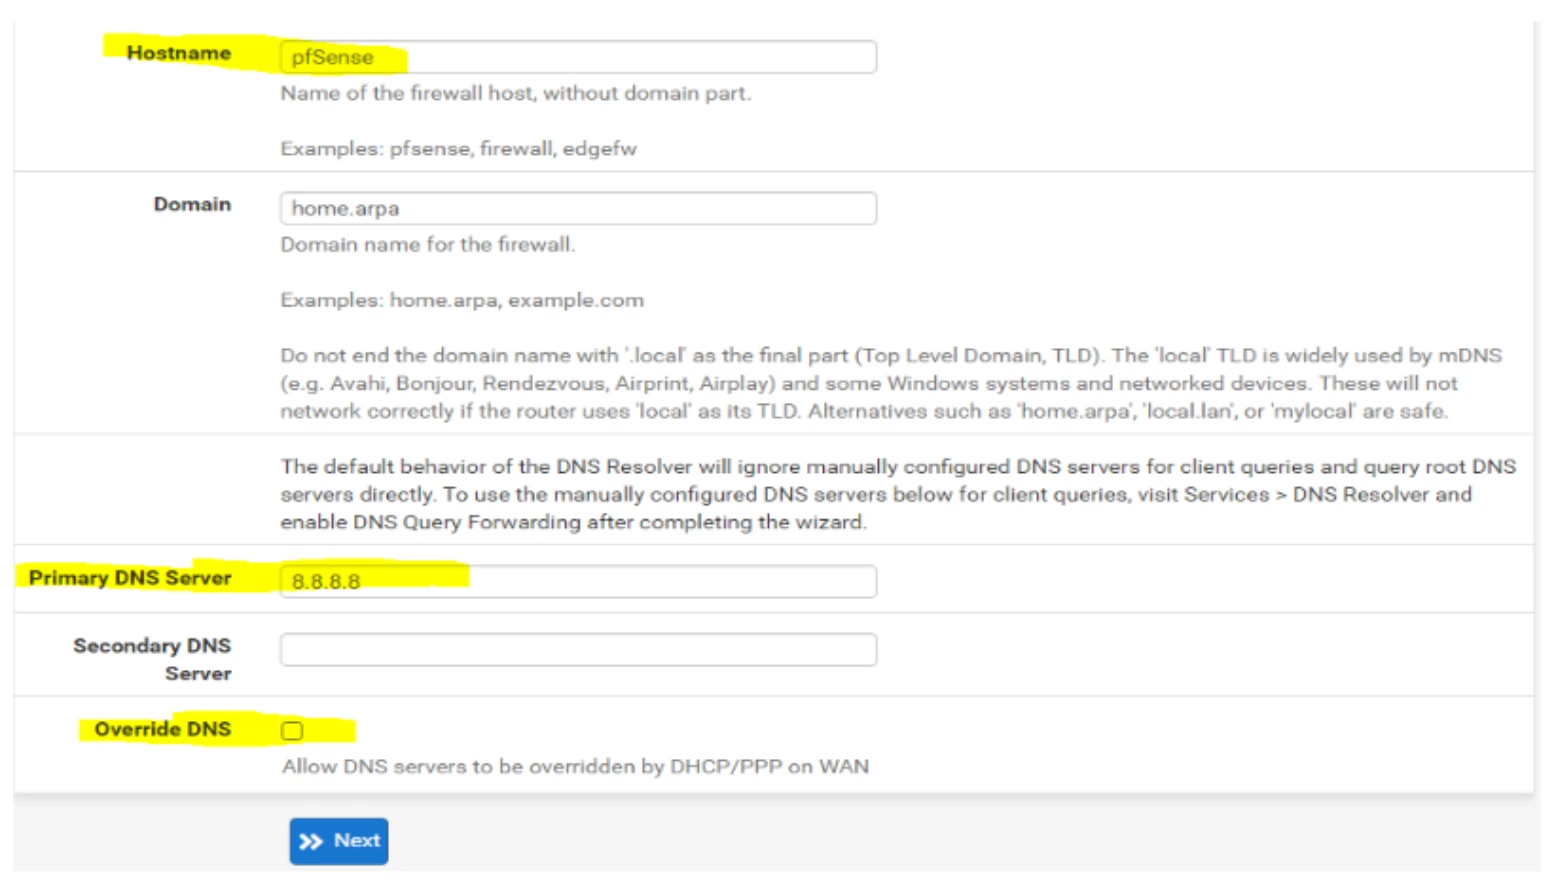 Hostname
pfSense
Name of the firewall host, without domain part.
Examples: pfsense, firewall, edgefw
Domain
home.arpa
Domain name for the firewall.
Examples: home.arpa, example.com
Do not end the domain name with '.local' as the final part (Top Level Domain, TLD). The 'local' TLD is widely used by mDNS
(e.g. Avahi, Bonjour, Rendezvous, Airprint, Airplay) and some Windows systems and networked devices. These will not
network correctly if the router uses 'local' as its TLD. Alternatives such as 'home.arpa', 'local.lan', or 'mylocal' are safe.
The default behavior of the DNS Resolver will ignore manually configured DNS servers for client queries and query root DNS
servers directly. To use the manually configured DNS servers below for client queries, visit Services > DNS Resolver and
enable DNS Query Forwarding after completing the wizard.
Primary DNS Server
8.8.8.8
Secondary DNS
Server
Override DNS
Allow DNS servers to be overridden by DHCP/PPP on WAN
Next